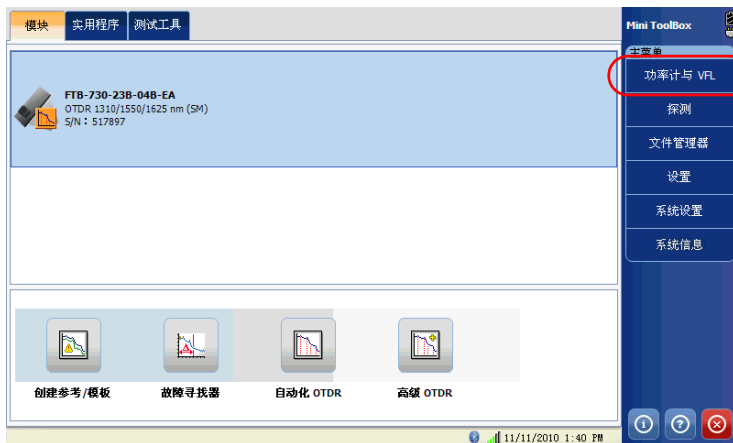 模块 实用程序 测试工具
FTB-730-23B-04B-EA
OTDR 1310/1550/1625 nm (SM)
S/N：517897
创建参考/模板 故障寻找器 自动化 OTDR 高级 OTDR
11/11/2010 1:40 PM
Mini ToolBox
主菜单
功率计与 VFL
探测
文件管理器
设置
系统设置
系统信息